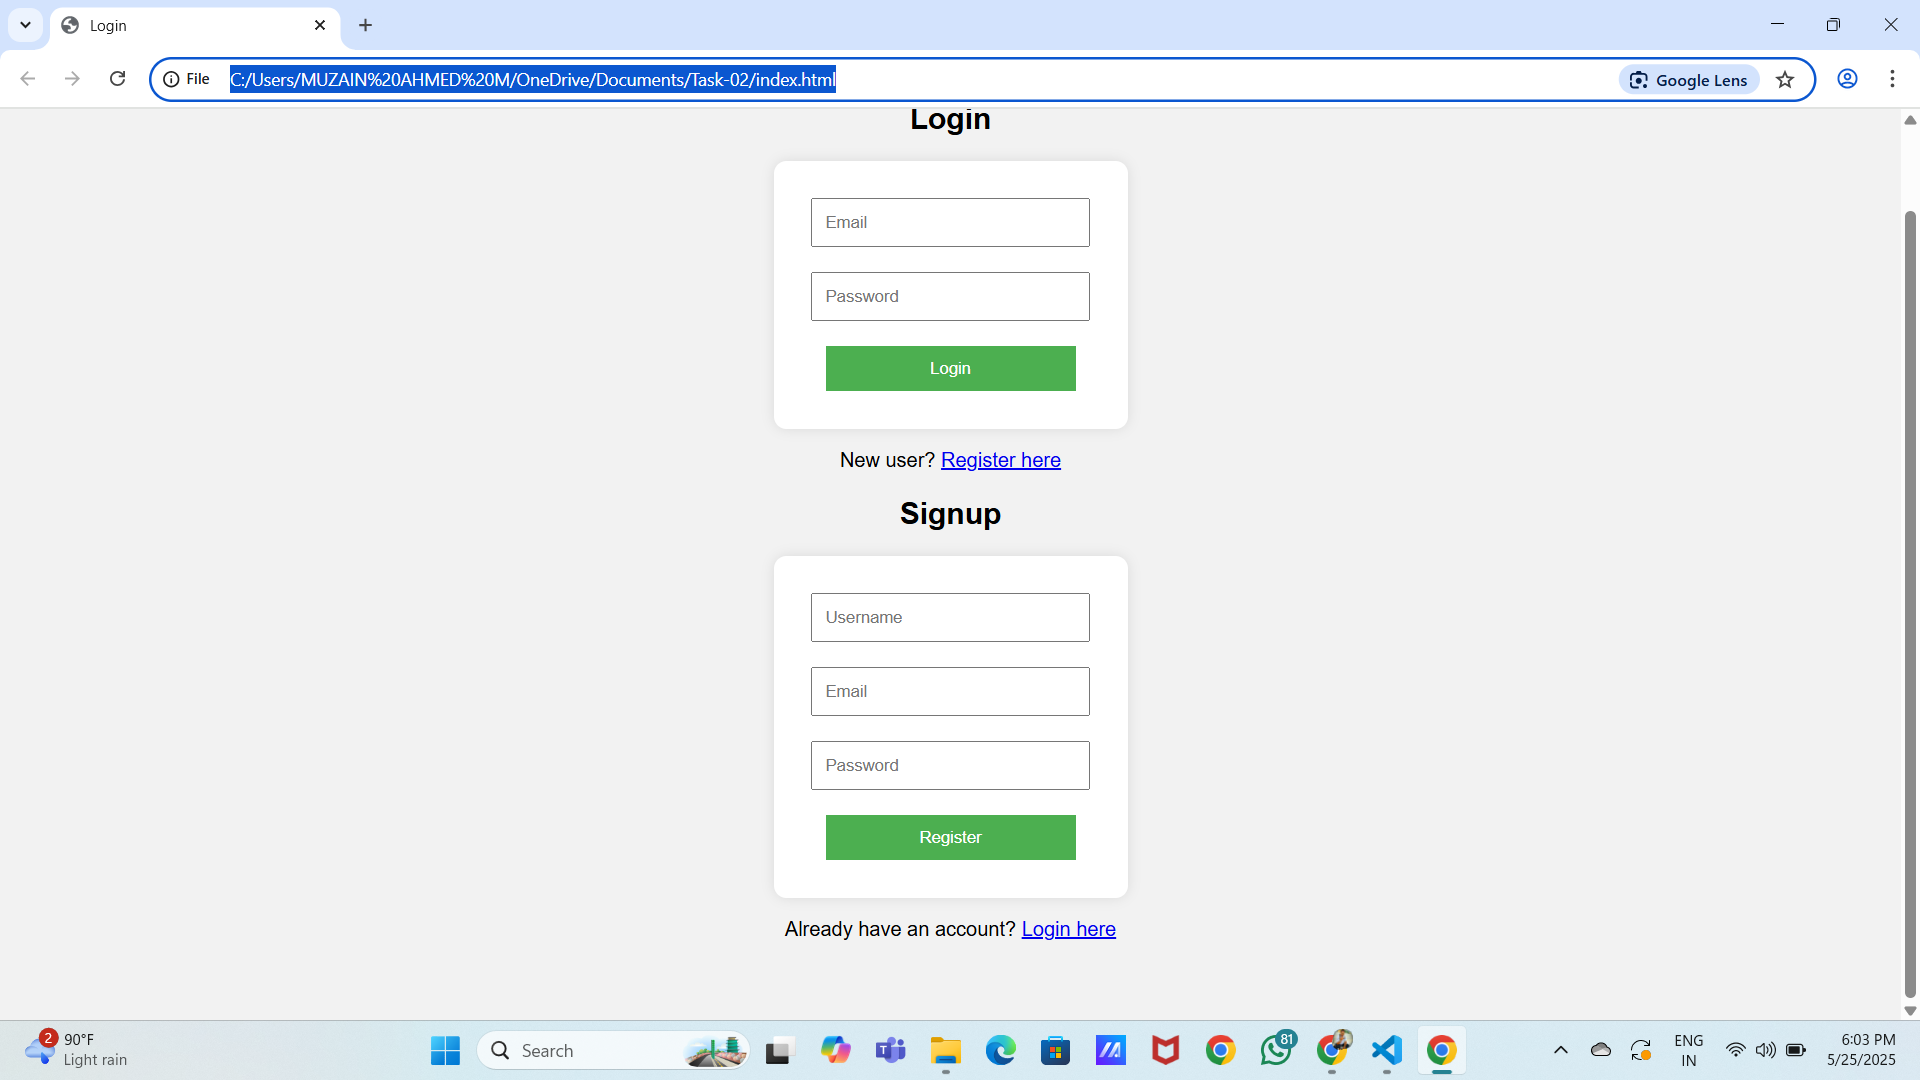 Login
File
C:/Users/MUZAIN%20AHMED%20M/OneDrive/Documents/Task-02/index.html
Google Lens
Login
Email
Password
Login
New user? Register here
Signup
Username
Email
Password
Register
Already have an account? Login here
2
90°F
Light rain
Search
81
ENG
IN
6:03 PM
5/25/2025